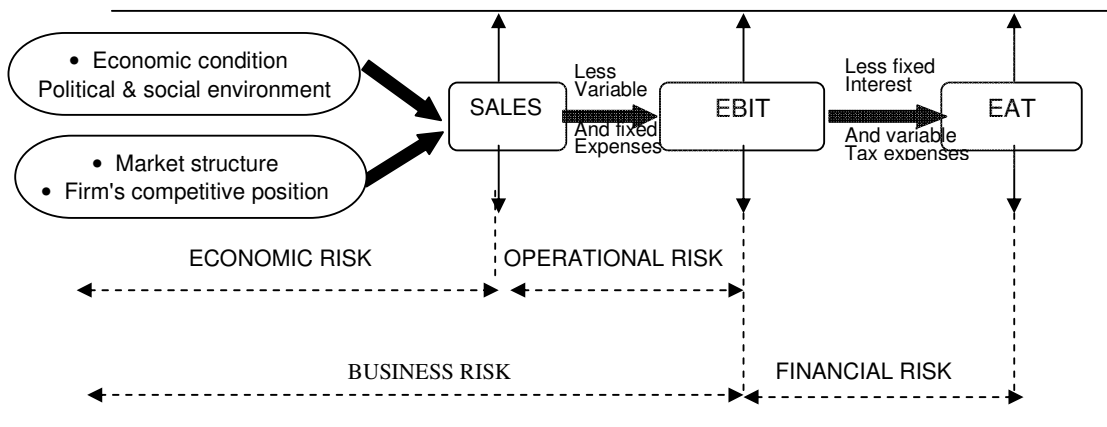 • Economic condition
Political & social environment
• Market structure
• Firm's competitive position
SALES
Less
Variable
And fixed
Expenses
EBIT
Less fixed
Interest
And variable
Tax expenses
EAT
ECONOMIC RISK
OPERATIONAL RISK
BUSINESS RISK
FINANCIAL RISK